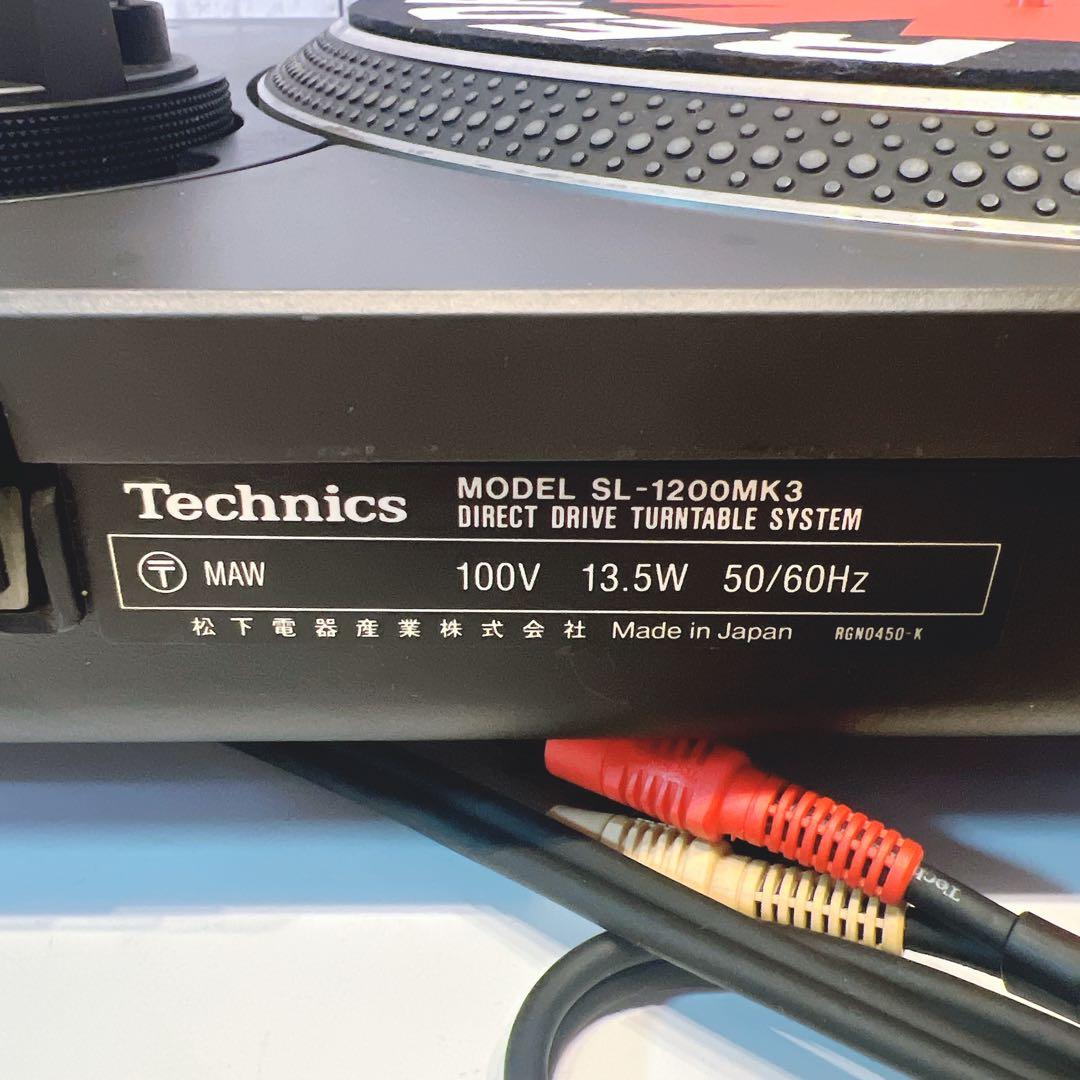 Technics
MODEL SL-1200MK3
DIRECT DRIVE TURNTABLE SYSTEM
〒 MAW 100V 13.5W 50/60Hz
松下電器産業株式会社 Made in Japan RGN0450-K